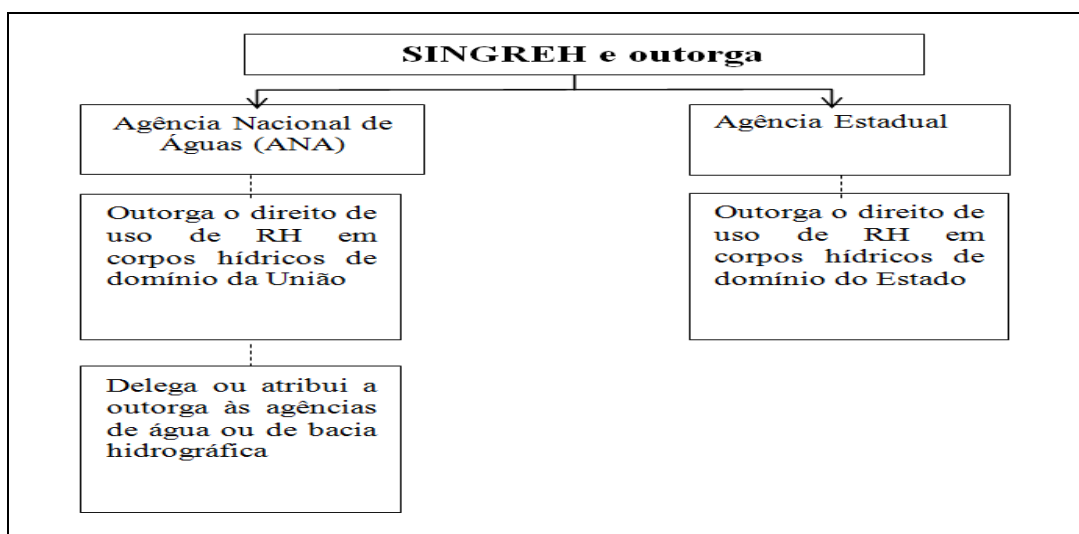 SINGREH e outorga
Agência Nacional de
Águas (ANA)
Outorga o direito de
uso de RH em
corpos hídricos de
domínio da União
Delega ou atribui a
outorga às agências
de água ou de bacia
hidrográfica
Agência Estadual
Outorga o direito de
uso de RH em
corpos hídricos de
domínio do Estado